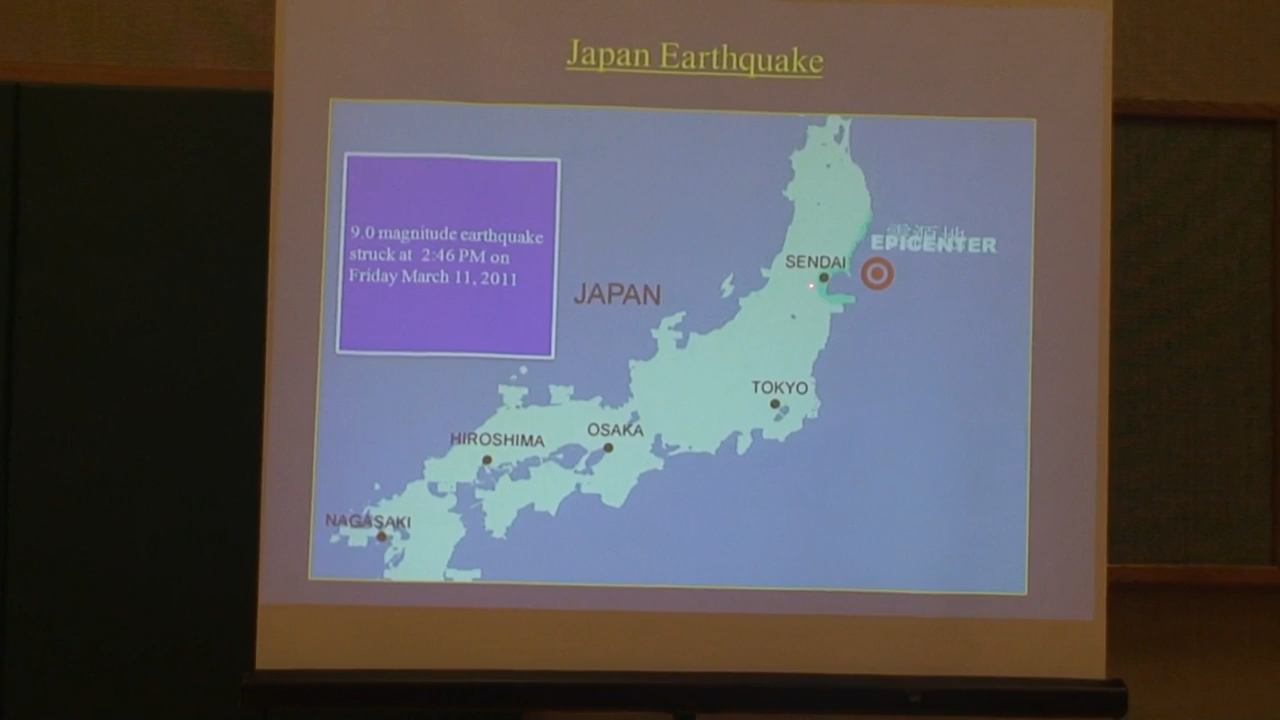 Japan Earthquake
9.0 magnitude earthquake
struck at 2:46 PM on
Friday March 11, 2011
EPICENTER
SENDAI
JAPAN
TOKYO
OSAKA
HIROSHIMA
NAGASAKI